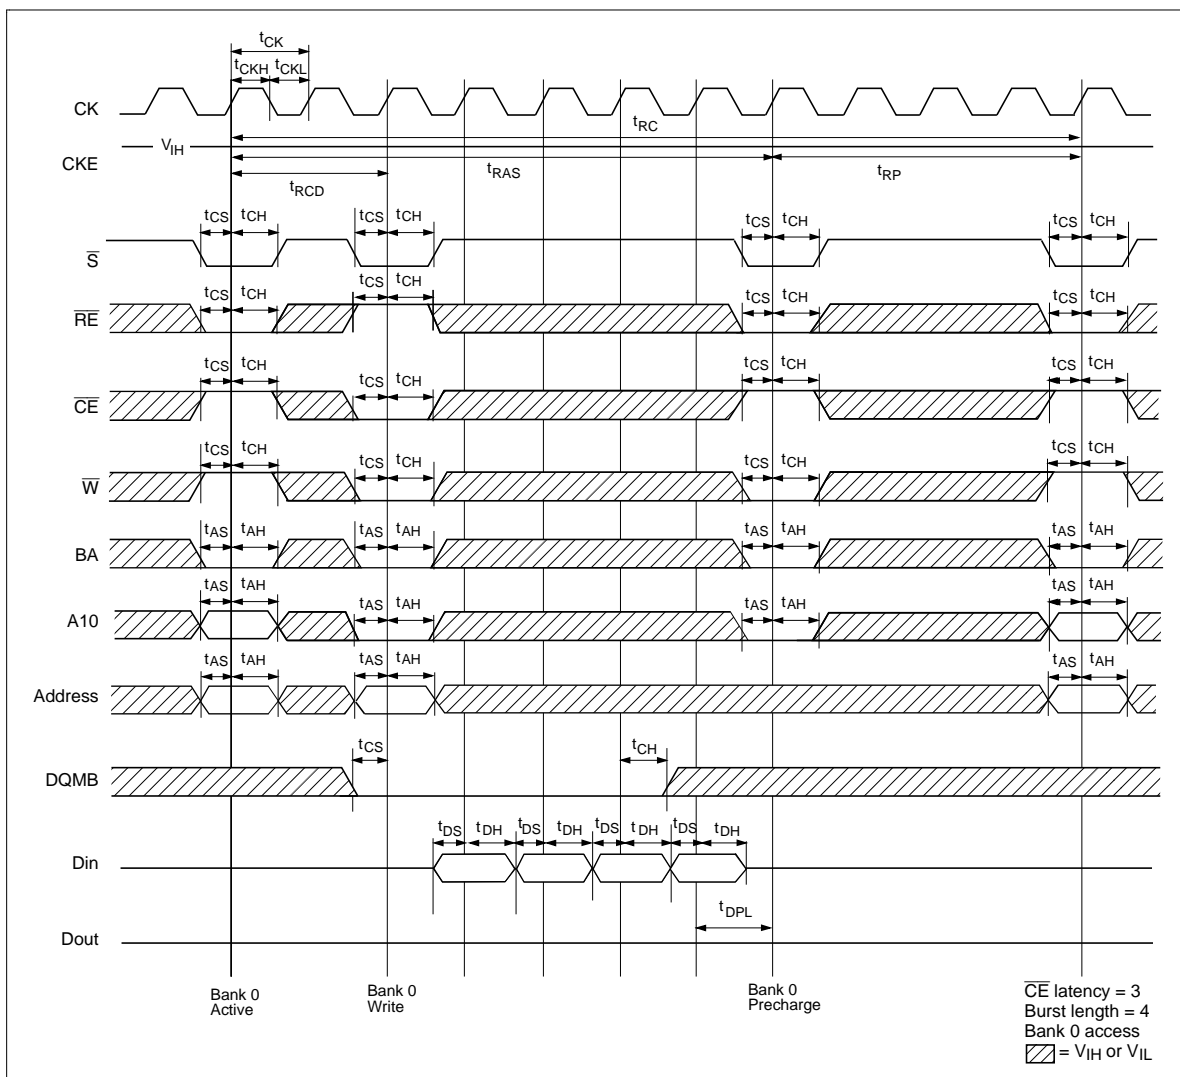 tCK
tCKH tCKL
CK
tRC
VIH
CKE
tRAS
tRP
tRCD
tCS tCH tCS tCH tCS tCH tCS tCH
S̅
tCS tCH tCS tCH tCS tCH tCS tCH
R̅E̅
tCS tCH tCS tCH tCS tCH tCS tCH
C̅E̅
tCS tCH tCS tCH tCS tCH tCS tCH
W̅
tAS tAH tAS tAH tAS tAH tAS tAH
BA
tAS tAH tAS tAH tAS tAH tAS tAH
A10
tAS tAH tAS tAH tAS tAH
Address
tCS tCH
DQMB
tDS tDH tDS tDH tDS tDH tDS tDH
Din
tDPL
Dout
Bank 0
Active
Bank 0
Write
Bank 0
Precharge
C̅E̅ latency = 3
Burst length = 4
Bank 0 access
= VIH or VIL